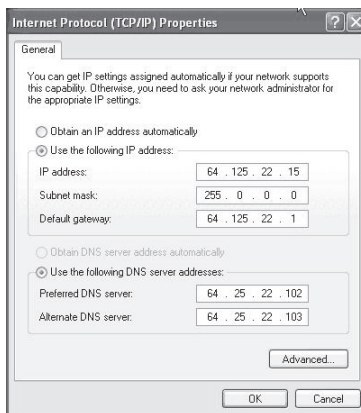 Internet Protocol (TCP/IP) Properties
General
You can get IP settings assigned automatically if your network supports
this capability. Otherwise, you need to ask your network administrator for
the appropriate IP settings.
Obtain an IP address automatically
Use the following IP address:
IP address: 64 . 125 . 22 . 15
Subnet mask: 255 . 0 . 0 . 0
Default gateway: 64 . 125 . 22 . 1
Obtain DNS server address automatically
Use the following DNS server addresses:
Preferred DNS server: 64 . 25 . 22 . 102
Alternate DNS server: 64 . 25 . 22 . 103
Advanced...
OK Cancel